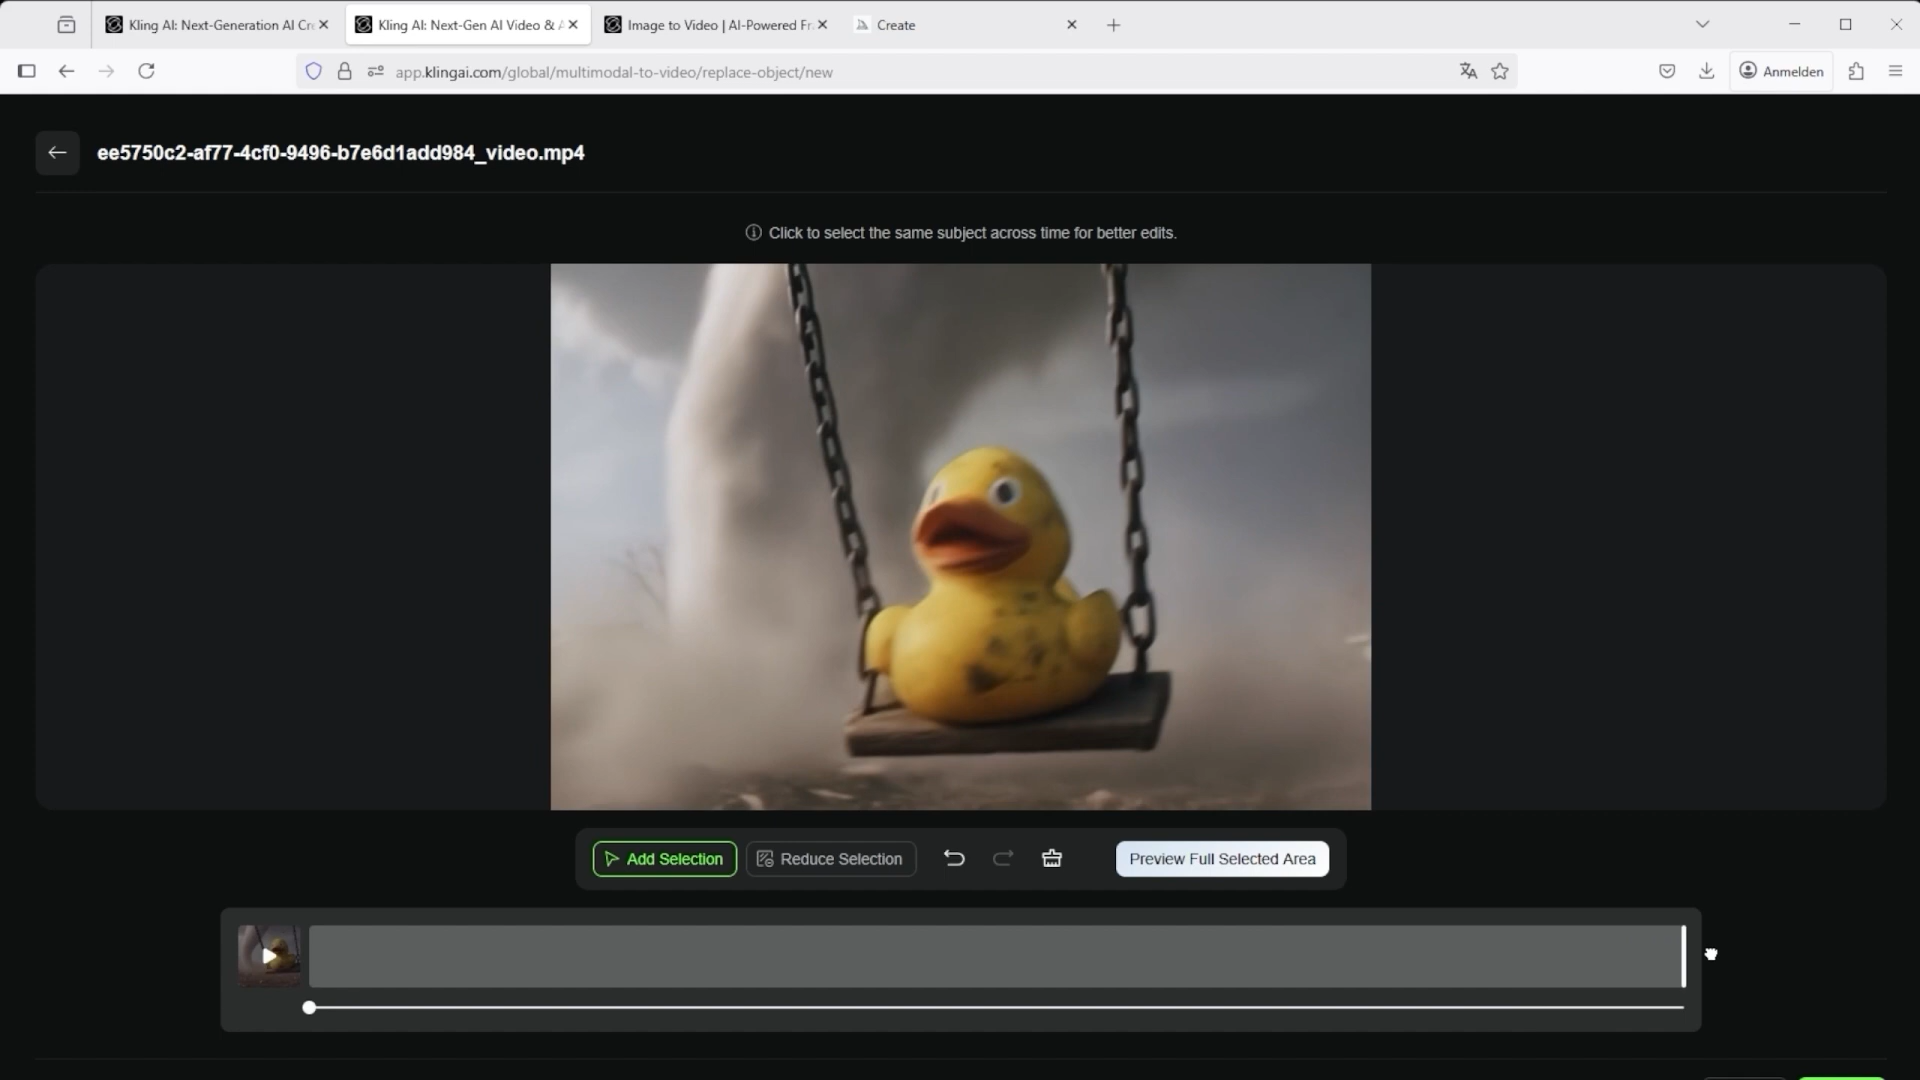 Kling AI: Next-Generation AI Cr
Kling AI: Next-Gen AI Video & A
Image to Video | AI-Powered Fr
Create
app.klingai.com/global/multimodal-to-video/replace-object/new
Anmelden
ee5750c2-af77-4cf0-9496-b7e6d1add984_video.mp4
Click to select the same subject across time for better edits.
Add Selection
Reduce Selection
Preview Full Selected Area